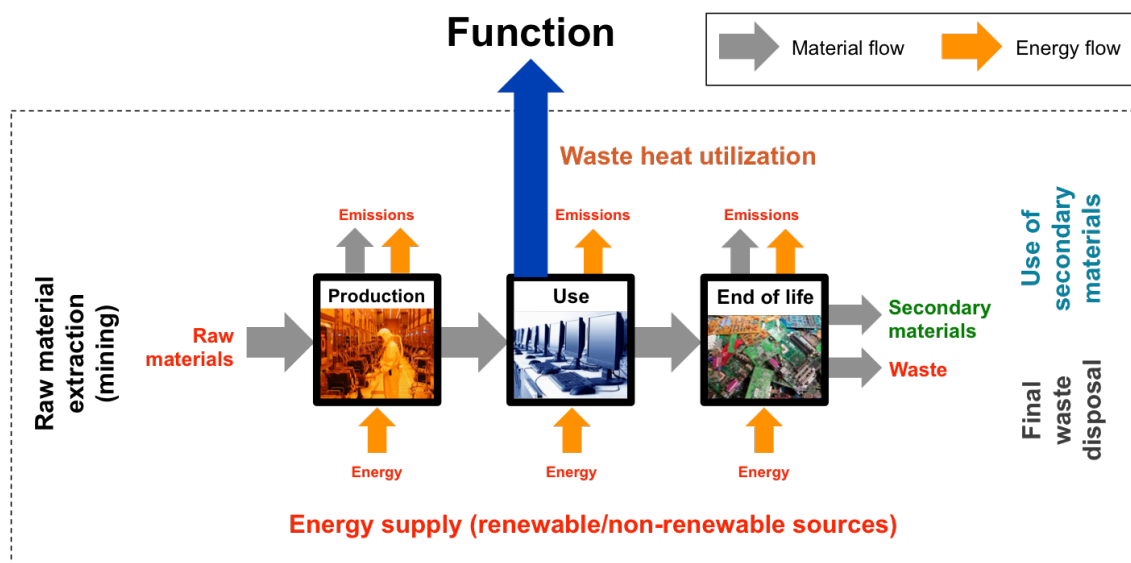 Function
Material flow
Energy flow
Waste heat utilization
Emissions
Emissions
Emissions
Use of
secondary
materials
Raw material
extraction
(mining)
Production
Use
End of life
Raw
materials
Secondary
materials
Waste
Final
waste
disposal
Energy
Energy
Energy
Energy supply (renewable/non-renewable sources)